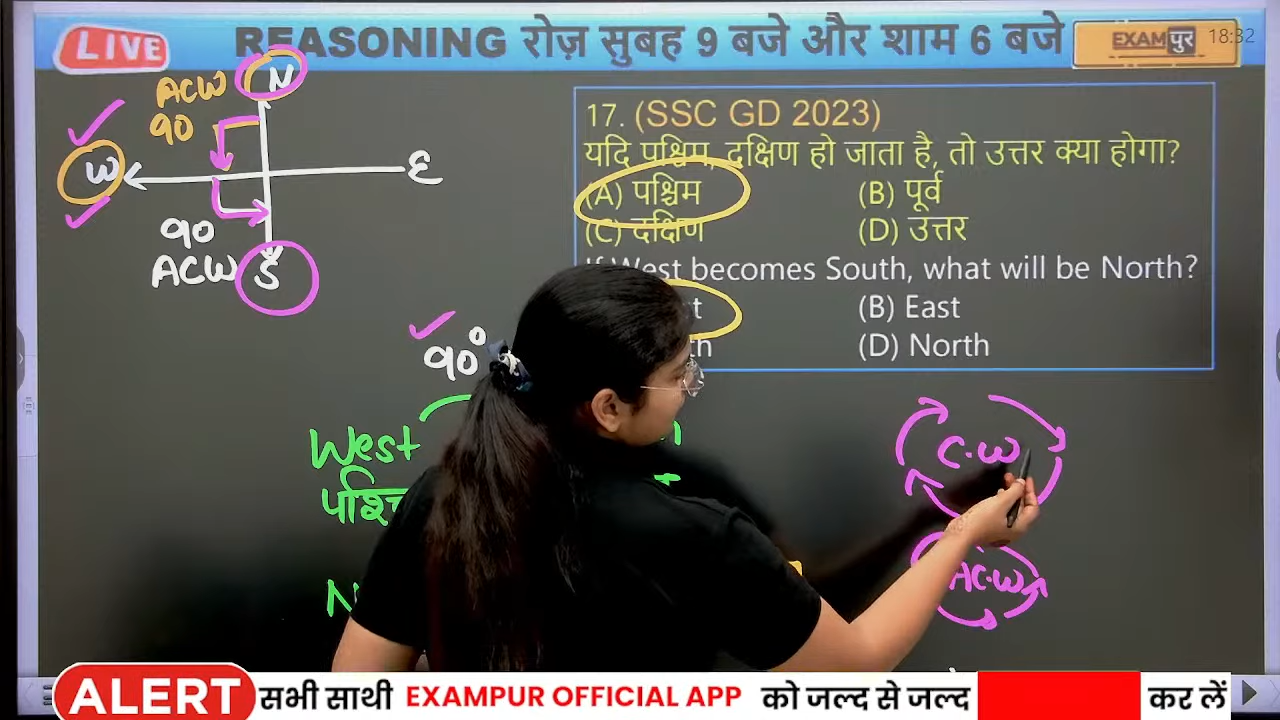 LIVE
REASONING रोज़ सुबह 9 बजे और शाम 6 बजे
EXAMपुर
18:32
17. (SSC GD 2023)
यदि पश्चिम, दक्षिण हो जाता है, तो उत्तर क्या होगा?
(A) पश्चिम (B) पूर्व
(C) दक्षिण (D) उत्तर
If West becomes South, what will be North?
(B) East
(D) North
N
ACW
90
W
E
90
ACW S
90°
West
C.W
AC.W
N
ALERT
सभी साथी EXAMPUR OFFICIAL APP को जल्द से जल्द
कर लें